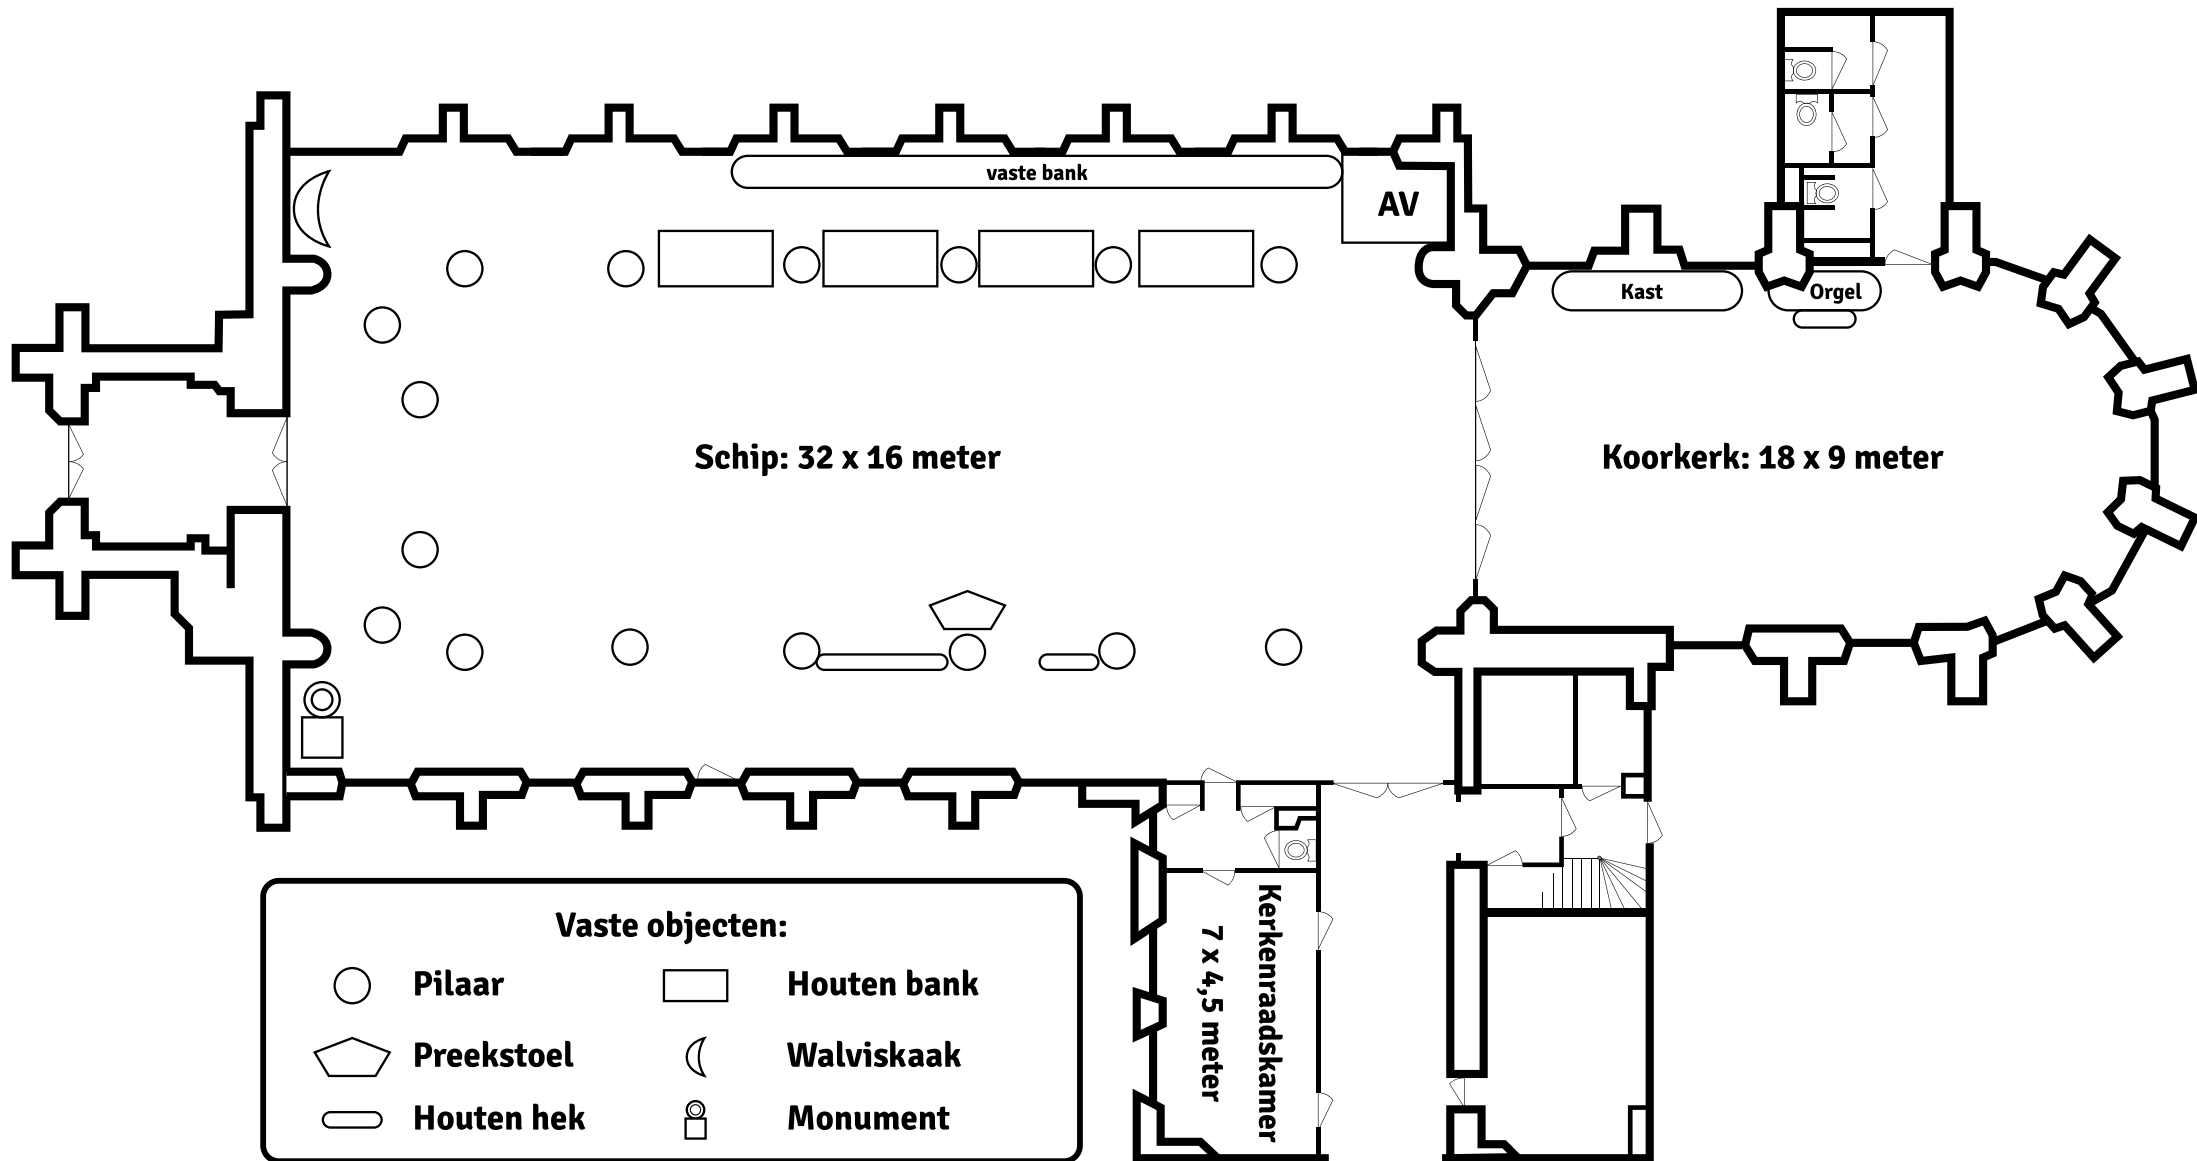 vaste bank
AV
Kast
Orgel
Schip: 32 x 16 meter
Koorkerk: 18 x 9 meter
Kerkenraadskamer
7 x 4,5 meter
Vaste objecten:
Pilaar
Houten bank
Preekstoel
Walviskaak
Houten hek
Monument